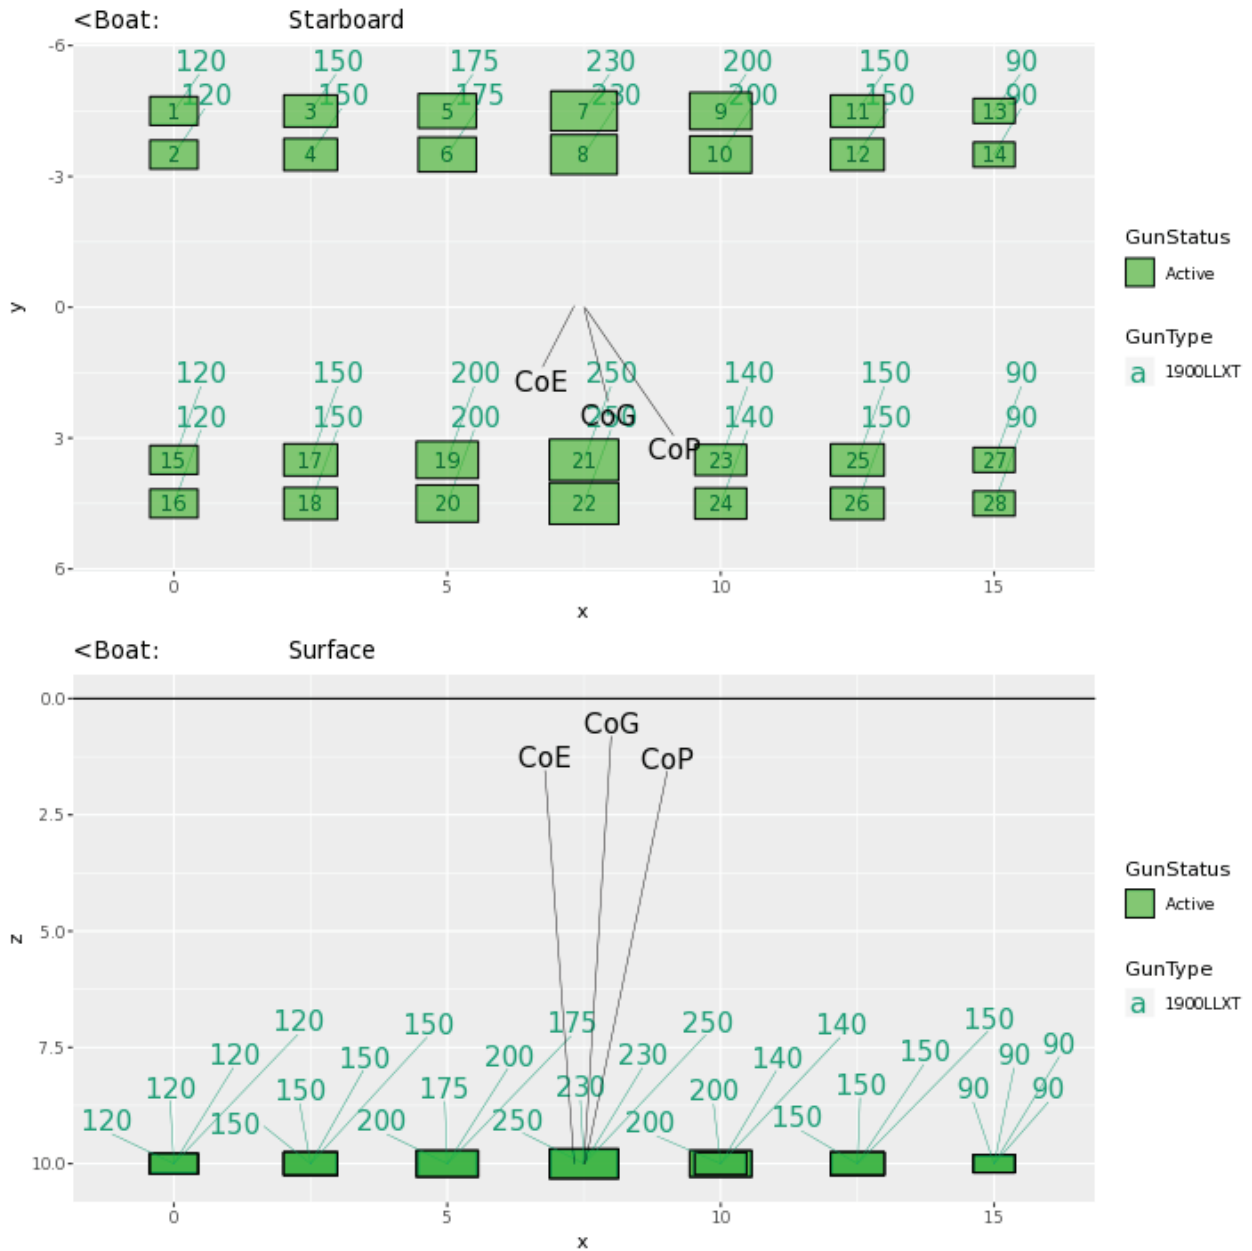 <Boat: Starboard
-6
120 150 175 230 200 150 90
120 150 175 230 200 150 90
1 3 5 7 9 11 13
2 4 6 8 10 12 14
-3
0
y
CoE
120 150 200 250 140 150 90
CoG
120 150 200 250 140 150 90
3
CoP
15 17 19 21 23 25 27
16 18 20 22 24 26 28
6
0 5 10 15
x
GunStatus
Active
GunType
a 1900LLXT
<Boat: Surface
0.0
CoG
CoE CoP
2.5
5.0
z
7.5
120 150 175 250 140 150
120 150 200 230 140 150 90 90
120 150 175 230 200 150 90 90
120 150 200 250 200 150
10.0
0 5 10 15
x
GunStatus
Active
GunType
a 1900LLXT